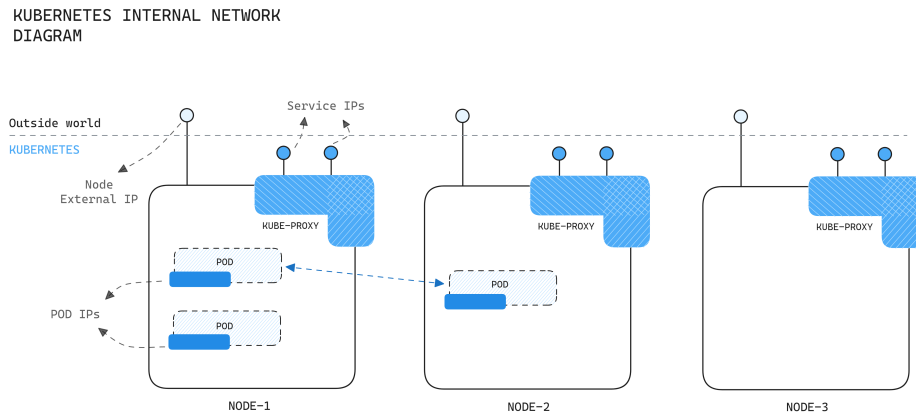 KUBERNETES INTERNAL NETWORK
DIAGRAM
Service IPs
Outside world
KUBERNETES
Node
External IP
KUBE-PROXY
KUBE-PROXY
KUBE-PROXY
POD
POD
POD IPs
POD
NODE-1
NODE-2
NODE-3